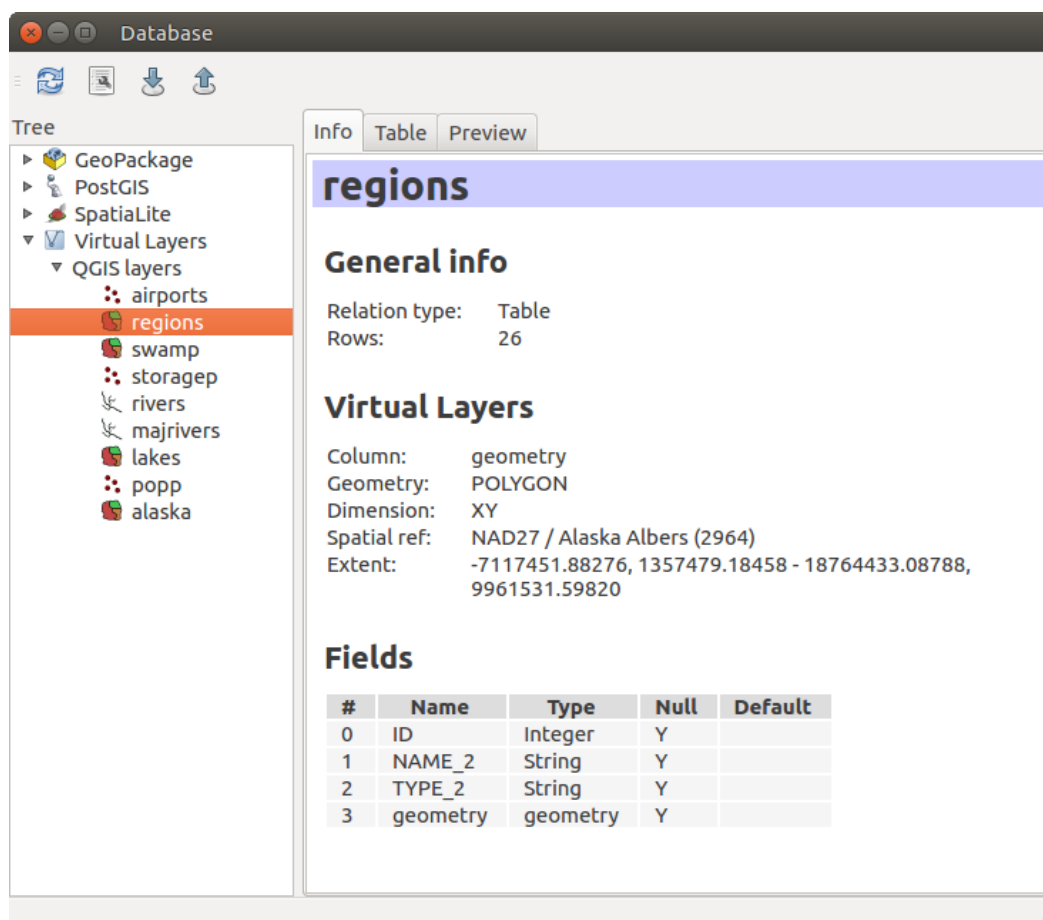 Database
Tree
GeoPackage
PostGIS
SpatiaLite
Virtual Layers
QGIS layers
airports
regions
swamp
storagep
rivers
majrivers
lakes
popp
alaska
Info Table Preview
regions
General info
Relation type: Table
Rows: 26
Virtual Layers
Column: geometry
Geometry: POLYGON
Dimension: XY
Spatial ref: NAD27 / Alaska Albers (2964)
Extent: -7117451.88276, 1357479.18458 - 18764433.08788,
9961531.59820
Fields
# Name Type Null Default
0 ID Integer Y
1 NAME_2 String Y
2 TYPE_2 String Y
3 geometry geometry Y